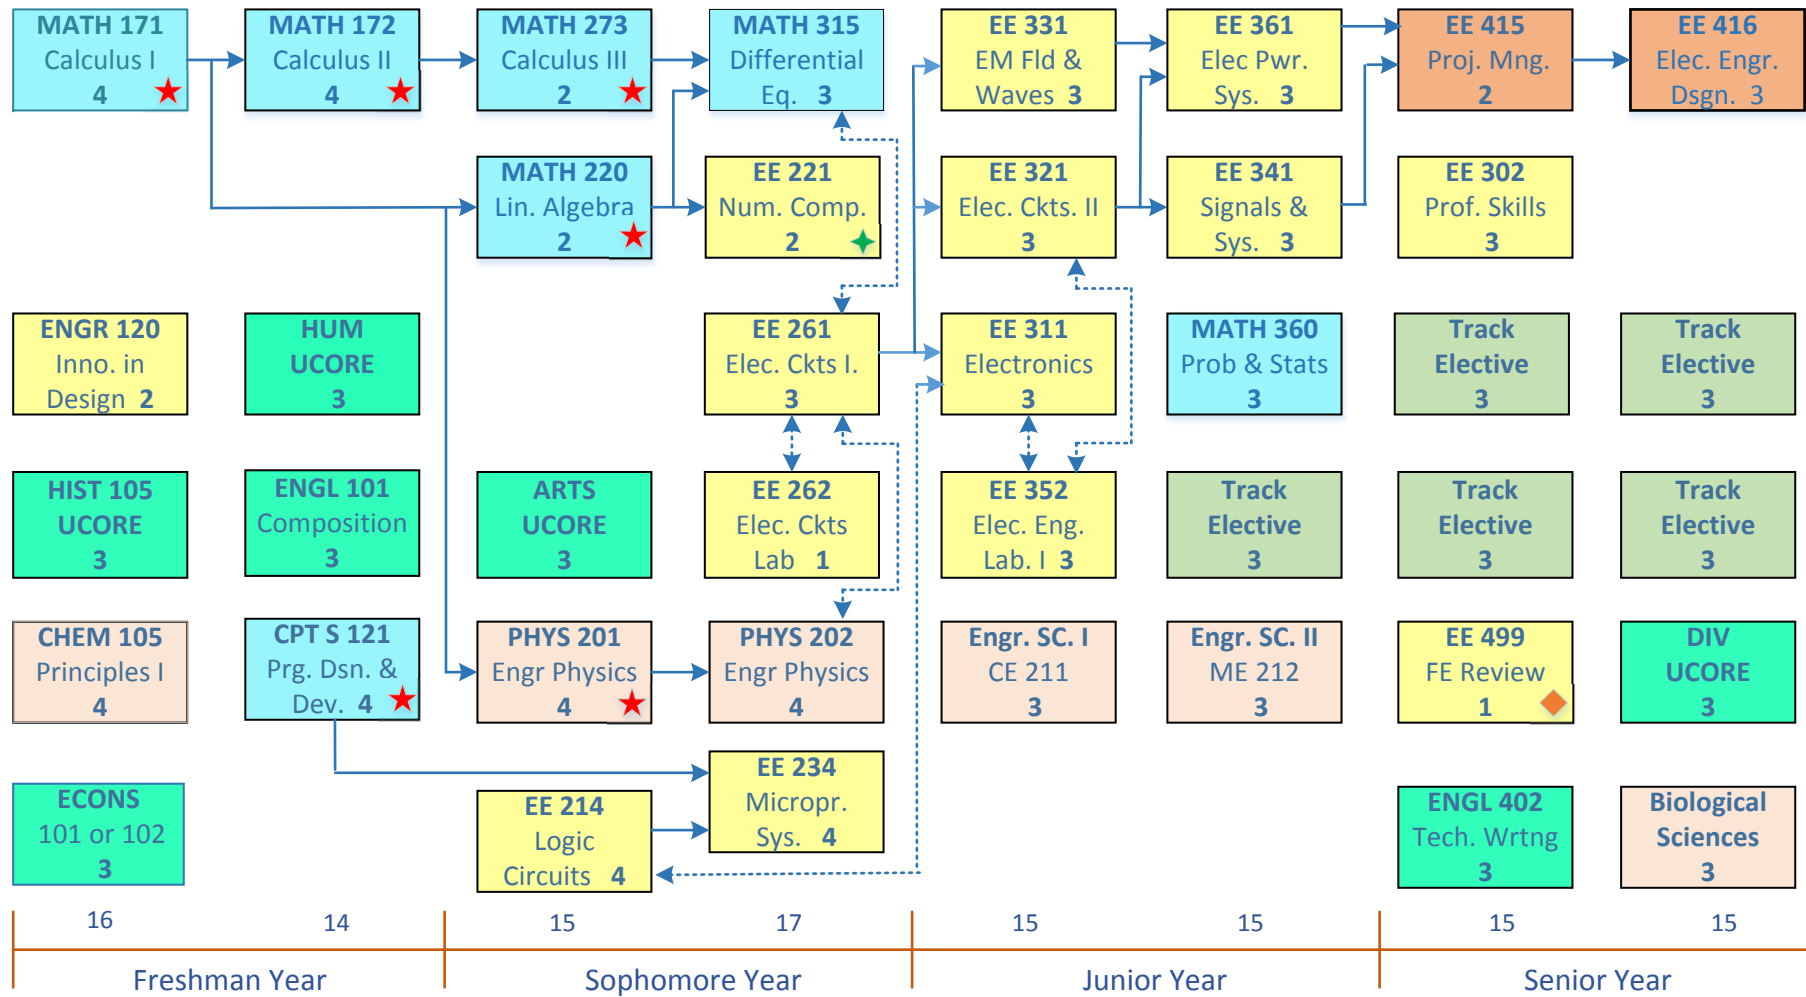 MATH 171
Calculus I
4
MATH 172
Calculus II
4
MATH 273
Calculus III
2
MATH 315
Differential
Eq. 3
EE 331
EM Fld &
Waves 3
EE 361
Elec Pwr.
Sys. 3
EE 415
Proj. Mng.
2
EE 416
Elec. Engr.
Dsgn. 3
MATH 220
Lin. Algebra
2
EE 221
Num. Comp.
2
EE 321
Elec. Ckts. II
3
EE 341
Signals &
Sys. 3
EE 302
Prof. Skills
3
ENGR 120
Inno. in
Design 2
HUM
UCORE
3
EE 261
Elec. Ckts I.
3
EE 311
Electronics
3
MATH 360
Prob & Stats
3
Track
Elective
3
Track
Elective
3
HIST 105
UCORE
3
ENGL 101
Composition
3
ARTS
UCORE
3
EE 262
Elec. Ckts
Lab 1
EE 352
Elec. Eng.
Lab. I 3
Track
Elective
3
Track
Elective
3
Track
Elective
3
CHEM 105
Principles I
4
CPT S 121
Prg. Dsn. &
Dev. 4
PHYS 201
Engr Physics
4
PHYS 202
Engr Physics
4
Engr. SC. I
CE 211
3
Engr. SC. II
ME 212
3
EE 499
FE Review
1
DIV
UCORE
3
ECONS
101 or 102
3
EE 214
Logic
Circuits 4
EE 234
Micropr.
Sys. 4
ENGL 402
Tech. Wrtng
3
Biological
Sciences
3
16
14
15
17
15
15
15
15
Freshman Year
Sophomore Year
Junior Year
Senior Year